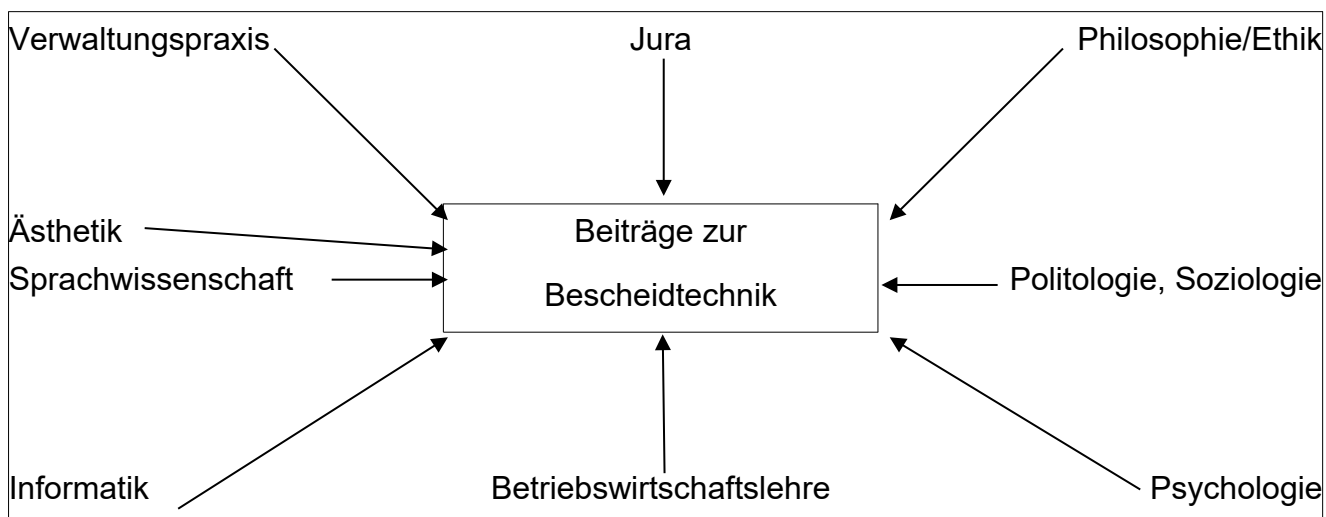 Verwaltungspraxis
Jura
Philosophie/Ethik
Ästhetik
Beiträge zur
Sprachwissenschaft
Bescheidtechnik
Politologie, Soziologie
Informatik
Betriebswirtschaftslehre
Psychologie